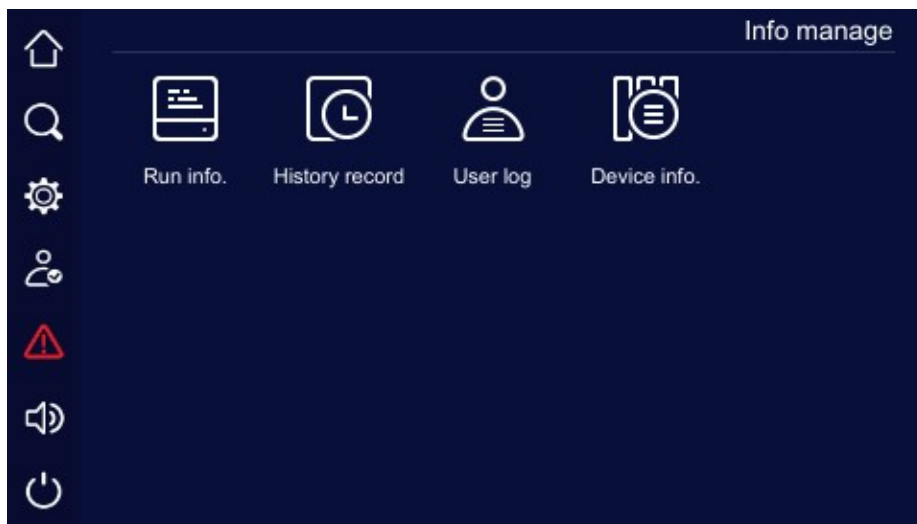 Info manage
Run info.
History record
User log
Device info.